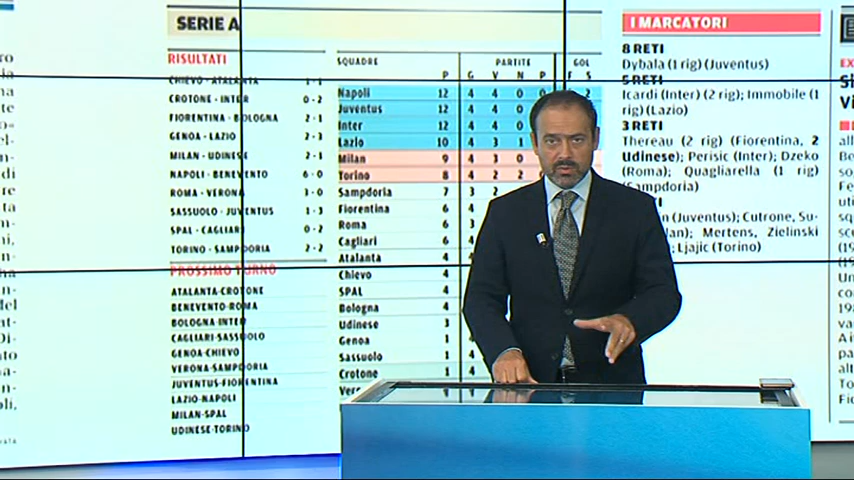 SERIE A
RISULTATI
CHIEVO - ATALANTA 1-1
CROTONE - INTER 0-2
FIORENTINA - BOLOGNA 2-1
GENOA - LAZIO 2-3
MILAN - UDINESE 2-1
NAPOLI - BENEVENTO 6-0
ROMA - VERONA 3-0
SASSUOLO - JUVENTUS 1-3
SPAL - CAGLIARI 0-2
TORINO - SAMPDORIA 2-2
PROSSIMO TURNO
ATALANTA-CROTONE
BENEVENTO-ROMA
BOLOGNA-INTER
CAGLIARI-SASSUOLO
GENOA-CHIEVO
VERONA-SAMPDORIA
JUVENTUS-FIORENTINA
LAZIO-NAPOLI
MILAN-SPAL
UDINESE-TORINO
SQUADRE PARTITE GOL
P G V N P F S
Napoli 12 4 4 0 0 2
Juventus 12 4 4 0
Inter 12 4 4 0
Lazio 10 4 3 1
Milan 9 4 3 0
Torino 8 4 2 2
Sampdoria 7 3 2
Fiorentina 6 4
Roma 6 3
Cagliari 6 4
Atalanta 4
Chievo 4
SPAL 4
Bologna 4
Udinese 3
Genoa 1
Sassuolo 1
Crotone 1
I MARCATORI
8 RETI
Dybala (1 rig) (Juventus)
5 RETI
Icardi (Inter) (2 rig); Immobile (1
rig) (Lazio)
3 RETI
Thereau (2 rig) (Fiorentina, 2
Udinese); Perisic (Inter); Dzeko
(Roma); Quagliarella (1 rig)
(Sampdoria)
(Juventus); Cutrone, Su-
Mertens, Zielinski
Ljajic (Torino)